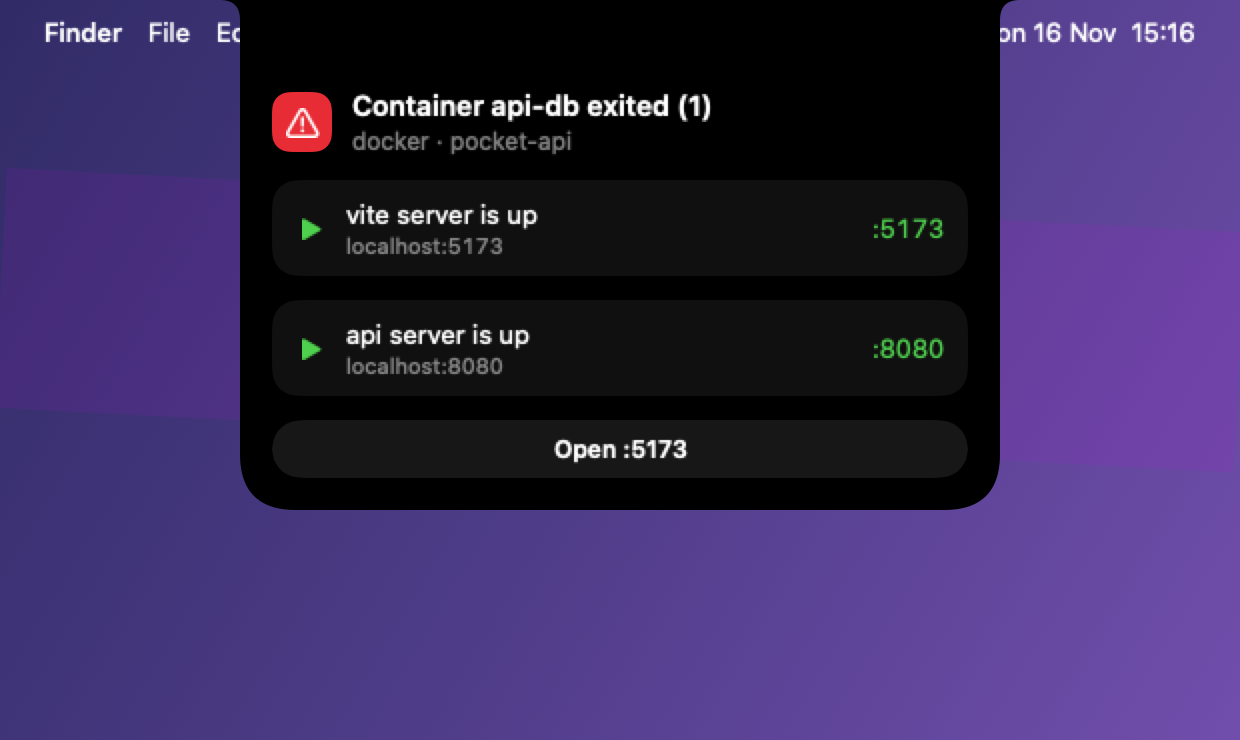 Finder File
16 Nov 15:16
Container api-db exited (1)
docker · pocket-api
vite server is up
localhost:5173
:5173
api server is up
localhost:8080
:8080
Open :5173